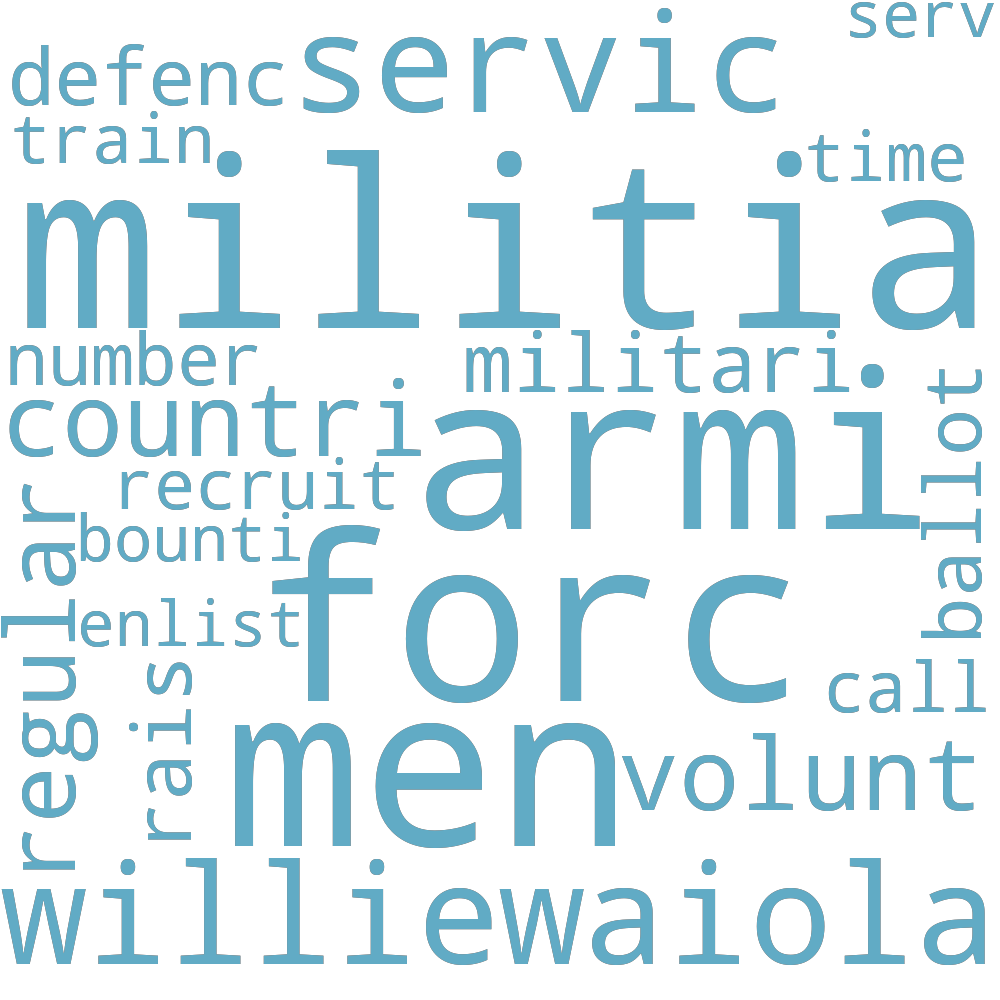 serv
servic
defenc
train
time
militia
number
militari
countri
armi
ballot
recruit
regular
bounti
forc
enlist
rais
call
men
volunt
williewaiola